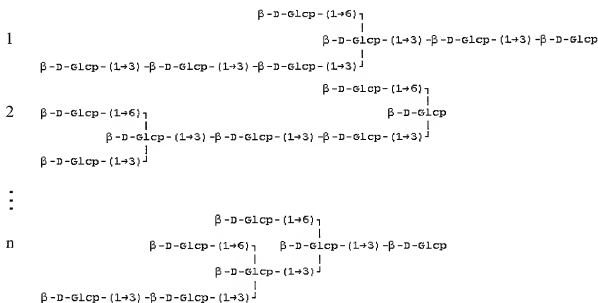 β-D-Glcp-(1→6)
1 β-D-Glcp-(1→3)-β-D-Glcp-(1→3)-β-D-Glcp
β-D-Glcp-(1→3)-β-D-Glcp-(1→3)-β-D-Glcp-(1→3)
β-D-Glcp-(1→6)
2 β-D-Glcp-(1→6) β-D-Glcp
β-D-Glcp-(1→3)-β-D-Glcp-(1→3)-β-D-Glcp-(1→3)
β-D-Glcp-(1→3)
⋮
β-D-Glcp-(1→6)
n β-D-Glcp-(1→6) β-D-Glcp-(1→3)-β-D-Glcp
β-D-Glcp-(1→3)
β-D-Glcp-(1→3)-β-D-Glcp-(1→3)